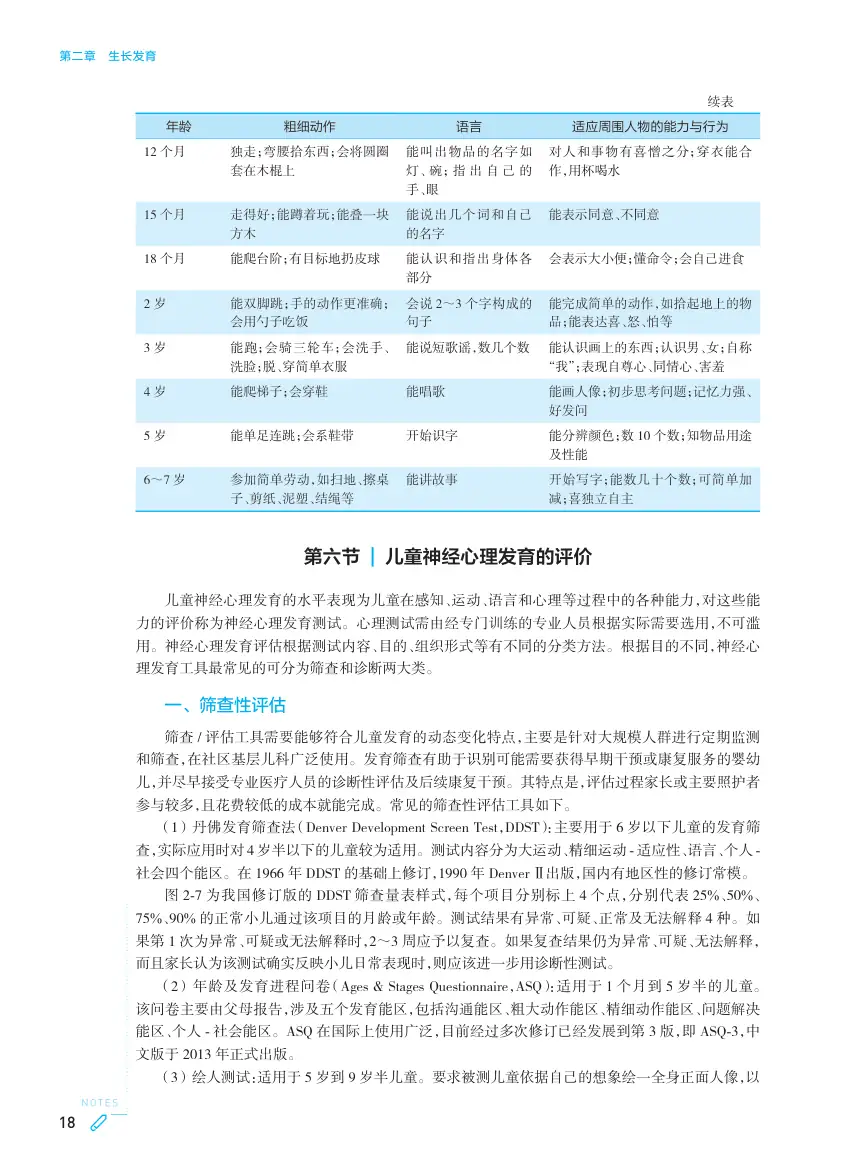 第二章 生长发育
续表
年龄 粗细动作 语言 适应周围人物的能力与行为
12 个月 独走;弯腰拾东西;会将圆圈 能叫出物品的名字如 对人和事物有喜憎之分;穿衣能合
套在木棍上 灯、碗;指出自己的 作,用杯喝水
手、眼
15 个月 走得好;能蹲着玩;能叠一块 能说出几个词和自己 能表示同意、不同意
方木 的名字
18 个月 能爬台阶;有目标地扔皮球 能认识和指出身体各 会表示大小便;懂命令;会自己进食
部分
2 岁 能双脚跳;手的动作更准确; 会说 2～3 个字构成的 能完成简单的动作,如拾起地上的物
会用勺子吃饭 句子 品;能表达喜、怒、怕等
3 岁 能跑;会骑三轮车;会洗手、 能说短歌谣,数几个数 能认识画上的东西;认识男、女;自称
洗脸;脱、穿简单衣服 “我”;表现自尊心、同情心、害羞
4 岁 能爬梯子;会穿鞋 能唱歌 能画人像;初步思考问题;记忆力强、
好发问
5 岁 能单足连跳;会系鞋带 开始识字 能分辨颜色;数 10 个数;知物品用途
及性能
6～7 岁 参加简单劳动,如扫地、擦桌 能讲故事 开始写字;能数几十个数;可简单加
子、剪纸、泥塑、结绳等 减;喜独立自主
第六节 | 儿童神经心理发育的评价
儿童神经心理发育的水平表现为儿童在感知、运动、语言和心理等过程中的各种能力,对这些能
力的评价称为神经心理发育测试。心理测试需由经专门训练的专业人员根据实际需要选用,不可滥
用。神经心理发育评估根据测试内容、目的、组织形式等有不同的分类方法。根据目的不同,神经心
理发育工具最常见的可分为筛查和诊断两大类。
一、筛查性评估
筛查 / 评估工具需要能够符合儿童发育的动态变化特点,主要是针对大规模人群进行定期监测
和筛查,在社区基层儿科广泛使用。发育筛查有助于识别可能需要获得早期干预或康复服务的婴幼
儿,并尽早接受专业医疗人员的诊断性评估及后续康复干预。其特点是,评估过程家长或主要照护者
参与较多,且花费较低的成本就能完成。常见的筛查性评估工具如下。
（1）丹佛发育筛查法（Denver Development Screen Test,DDST）:主要用于 6 岁以下儿童的发育筛
查,实际应用时对 4 岁半以下的儿童较为适用。测试内容分为大运动、精细运动 - 适应性、语言、个人 -
社会四个能区。在 1966 年 DDST 的基础上修订,1990 年 Denver Ⅱ出版,国内有地区性的修订常模。
图 2-7 为我国修订版的 DDST 筛查量表样式,每个项目分别标上 4 个点,分别代表 25%、50%、
75%、90% 的正常小儿通过该项目的月龄或年龄。测试结果有异常、可疑、正常及无法解释 4 种。如
果第 1 次为异常、可疑或无法解释时,2～3 周应予以复查。如果复查结果仍为异常、可疑、无法解释,
而且家长认为该测试确实反映小儿日常表现时,则应该进一步用诊断性测试。
（2）年龄及发育进程问卷（Ages & Stages Questionnaire,ASQ）:适用于 1 个月到 5 岁半的儿童。
该问卷主要由父母报告,涉及五个发育能区,包括沟通能区、粗大动作能区、精细动作能区、问题解决
能区、个人 - 社会能区。ASQ 在国际上使用广泛,目前经过多次修订已经发展到第 3 版,即 ASQ-3,中
文版于 2013 年正式出版。
（3）绘人测试:适用于 5 岁到 9 岁半儿童。要求被测儿童依据自己的想象绘一全身正面人像,以
NOTES
18